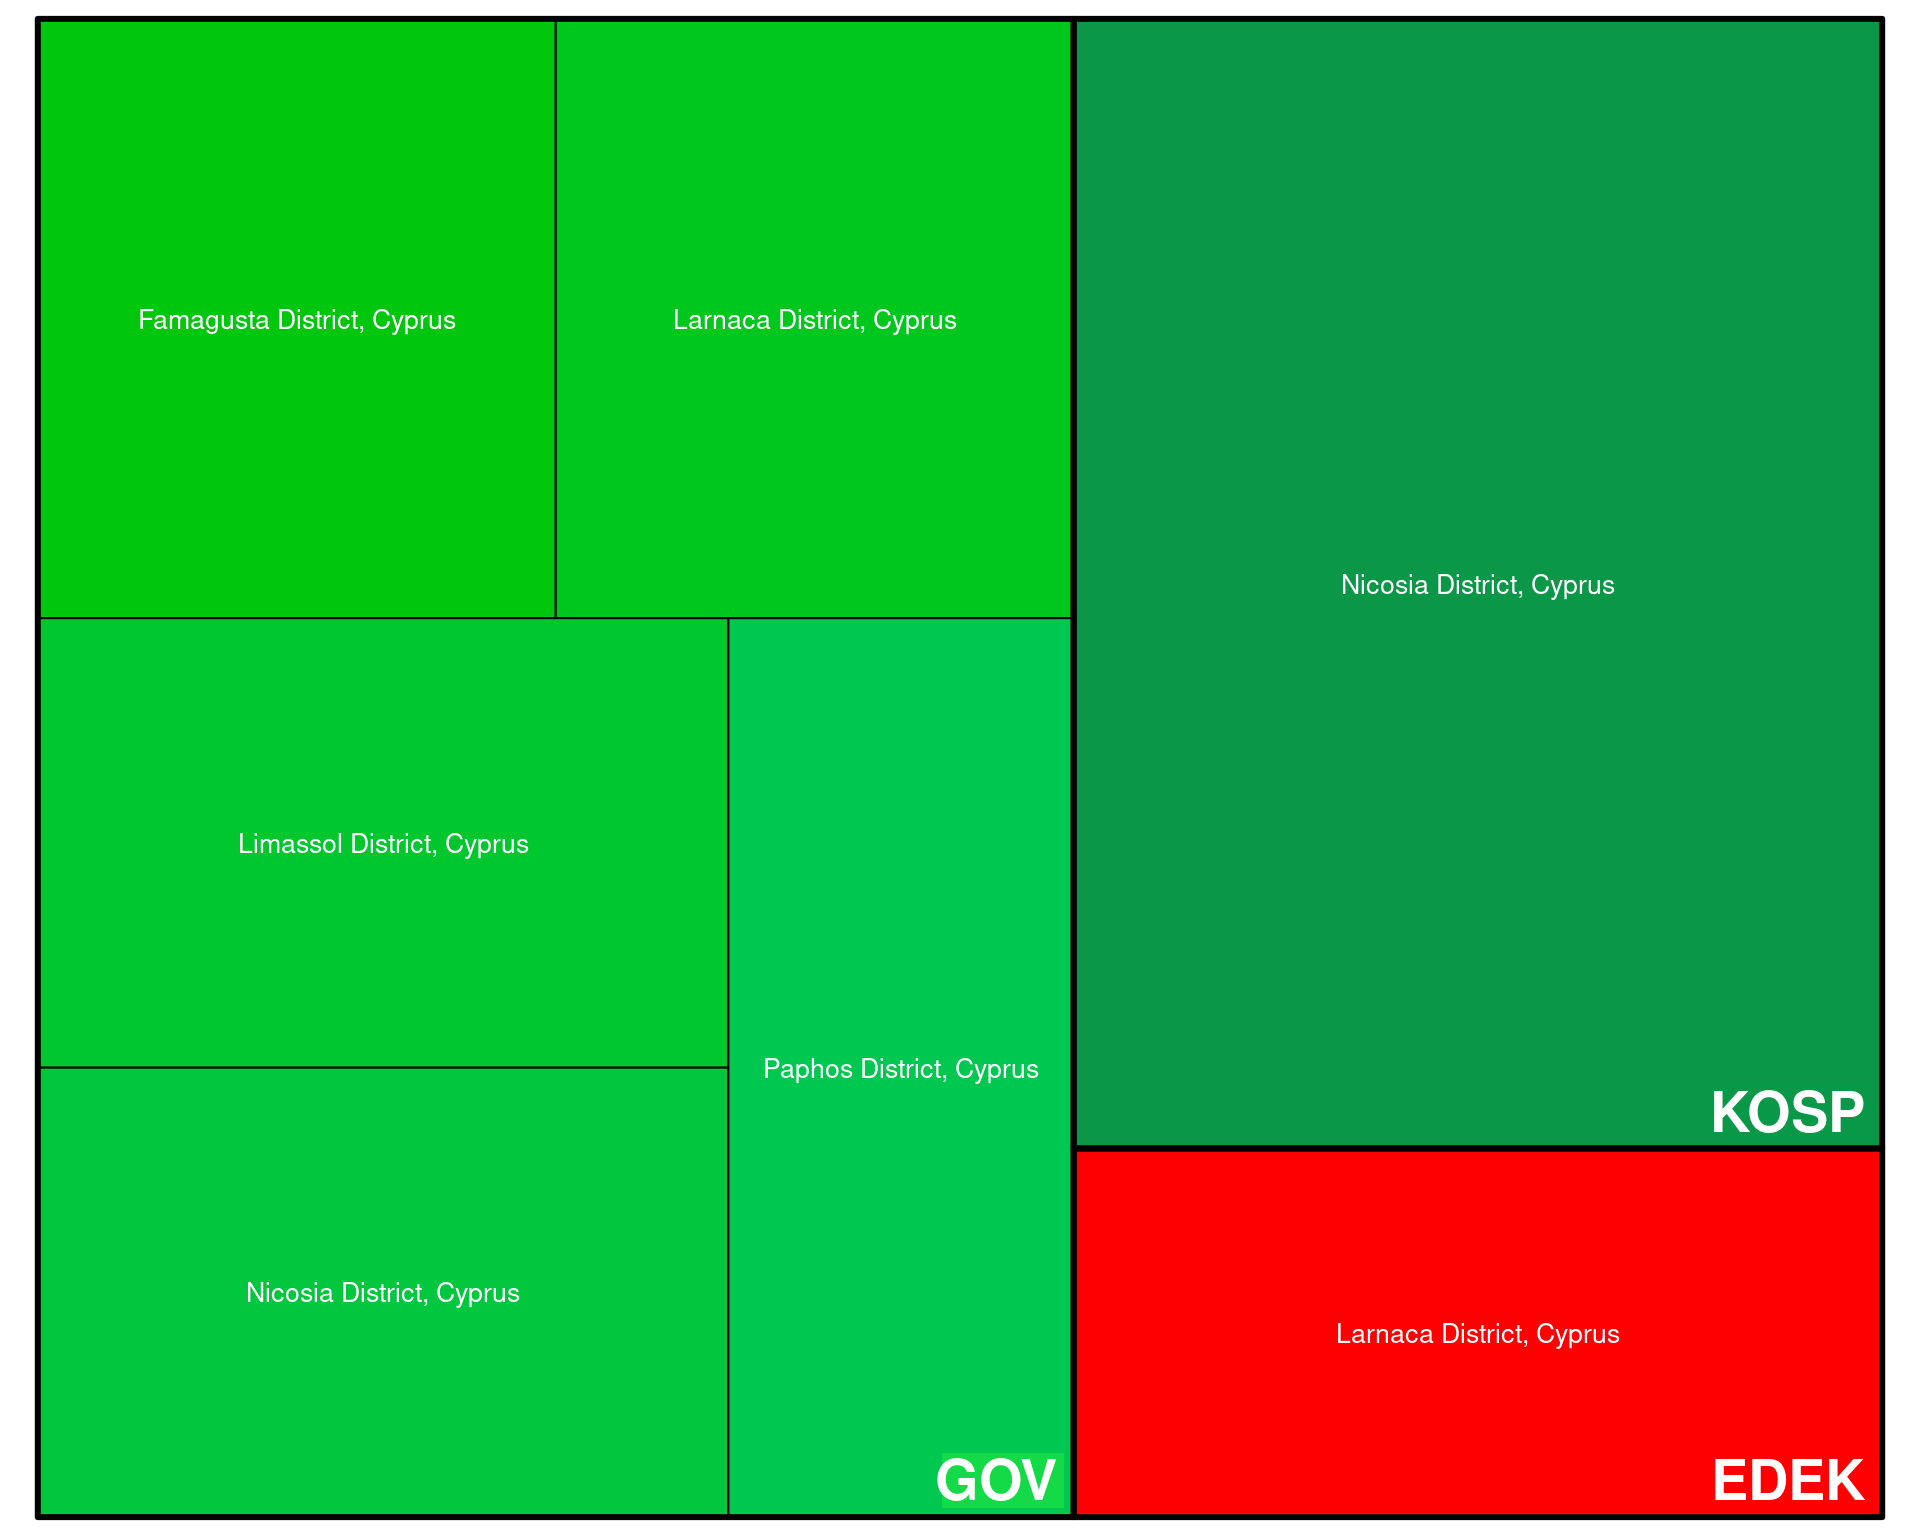 Famagusta District, Cyprus
Larnaca District, Cyprus
Limassol District, Cyprus
Paphos District, Cyprus
Nicosia District, Cyprus
GOV
Nicosia District, Cyprus
KOSP
Larnaca District, Cyprus
EDEK